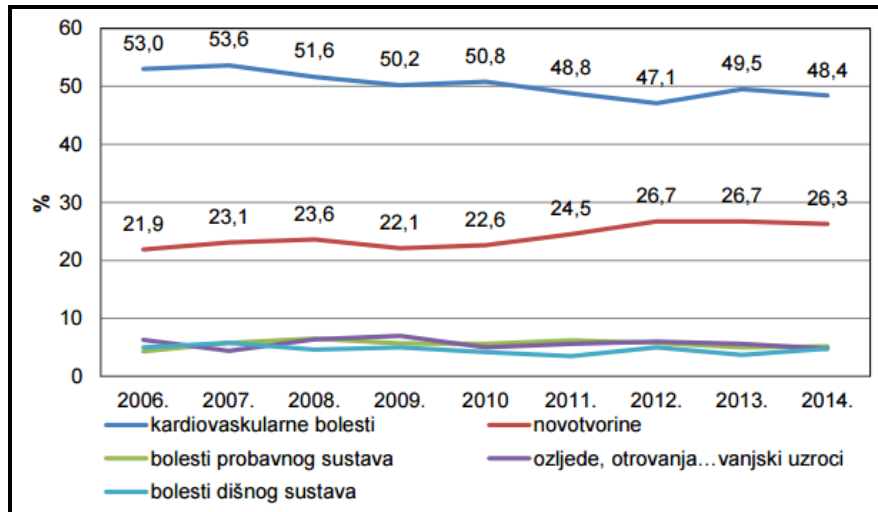 60
53,0 53,6 51,6 50,2 50,8 48,8 47,1 49,5 48,4
50
40
%
30
21,9 23,1 23,6 22,1 22,6 24,5 26,7 26,7 26,3
20
10
0
2006. 2007. 2008. 2009. 2010 2011. 2012. 2013. 2014.
kardiovaskularne bolesti novotvorine
bolesti probavnog sustava ozljede, otrovanja...vanjski uzroci
bolesti dišnog sustava